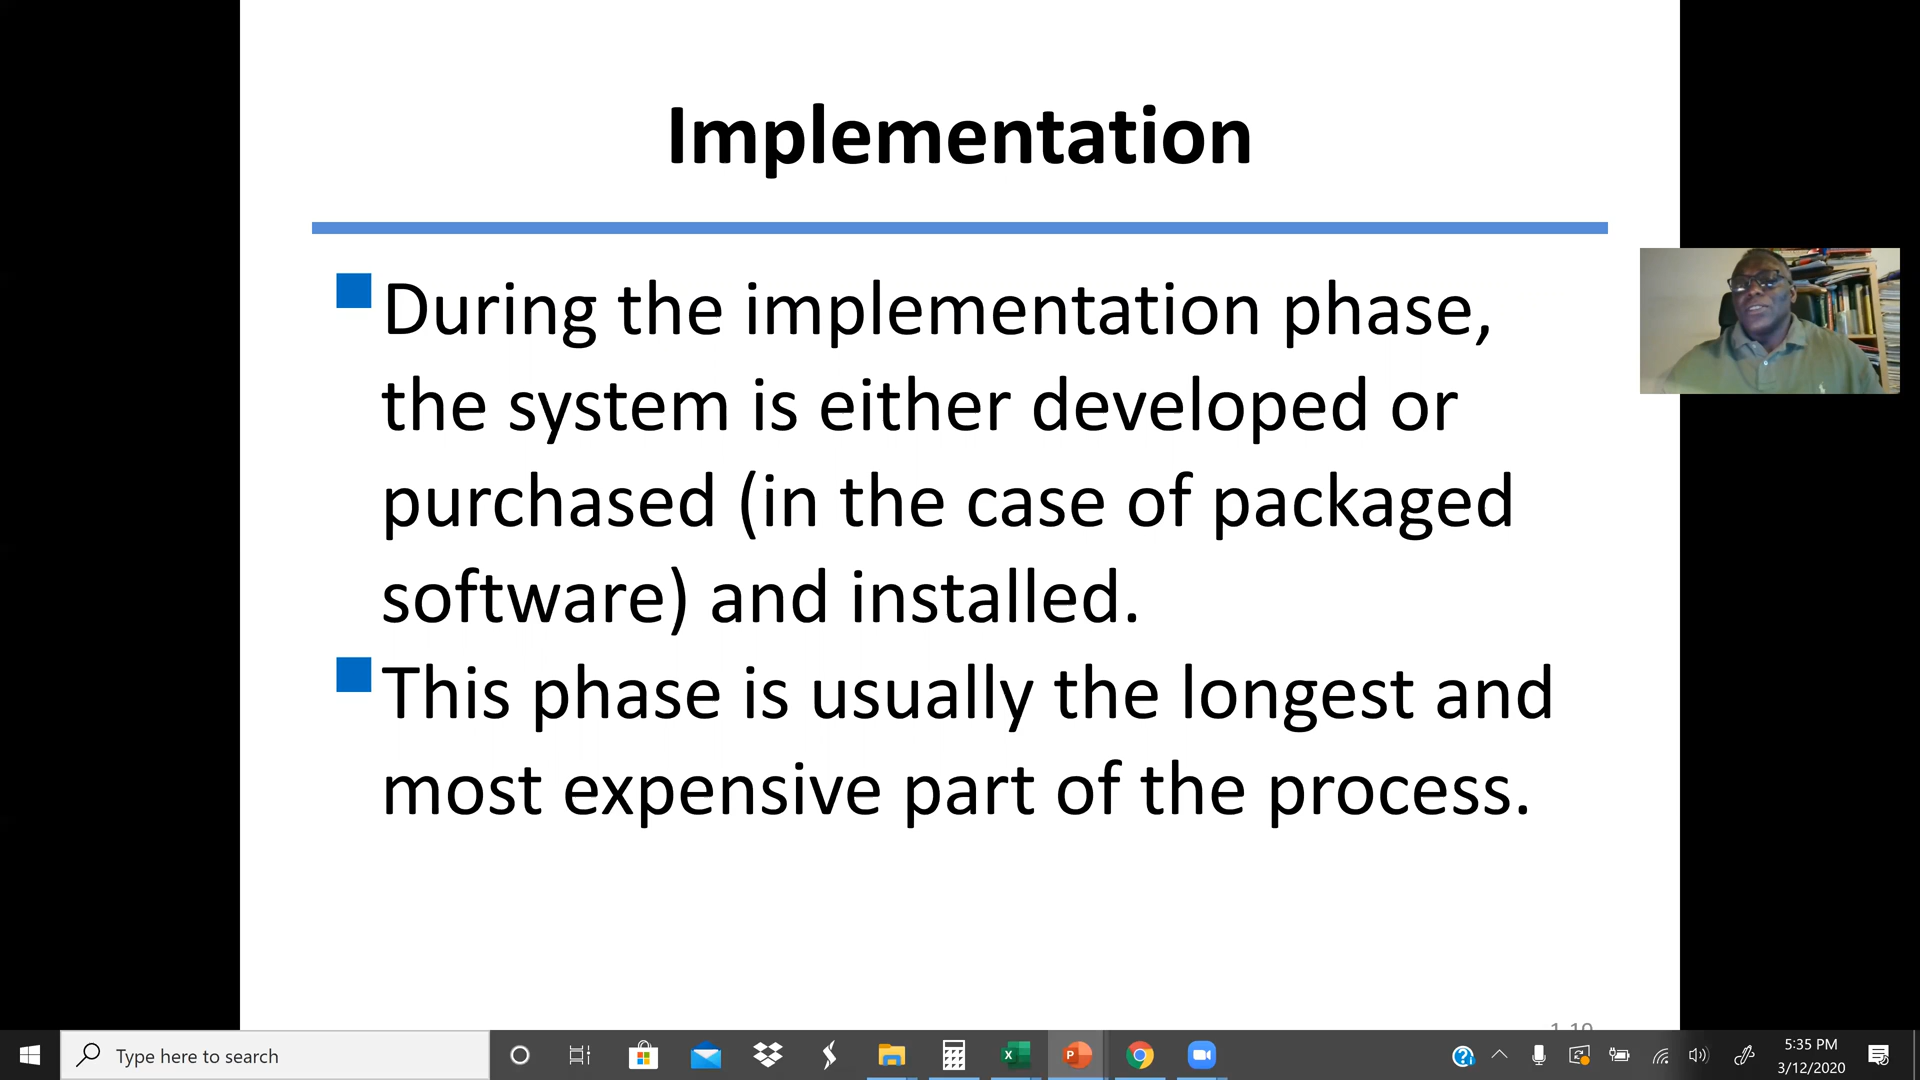 Implementation
During the implementation phase,
the system is either developed or
purchased (in the case of packaged
software) and installed.
This phase is usually the longest and
most expensive part of the process.
Type here to search
5:35 PM
3/12/2020